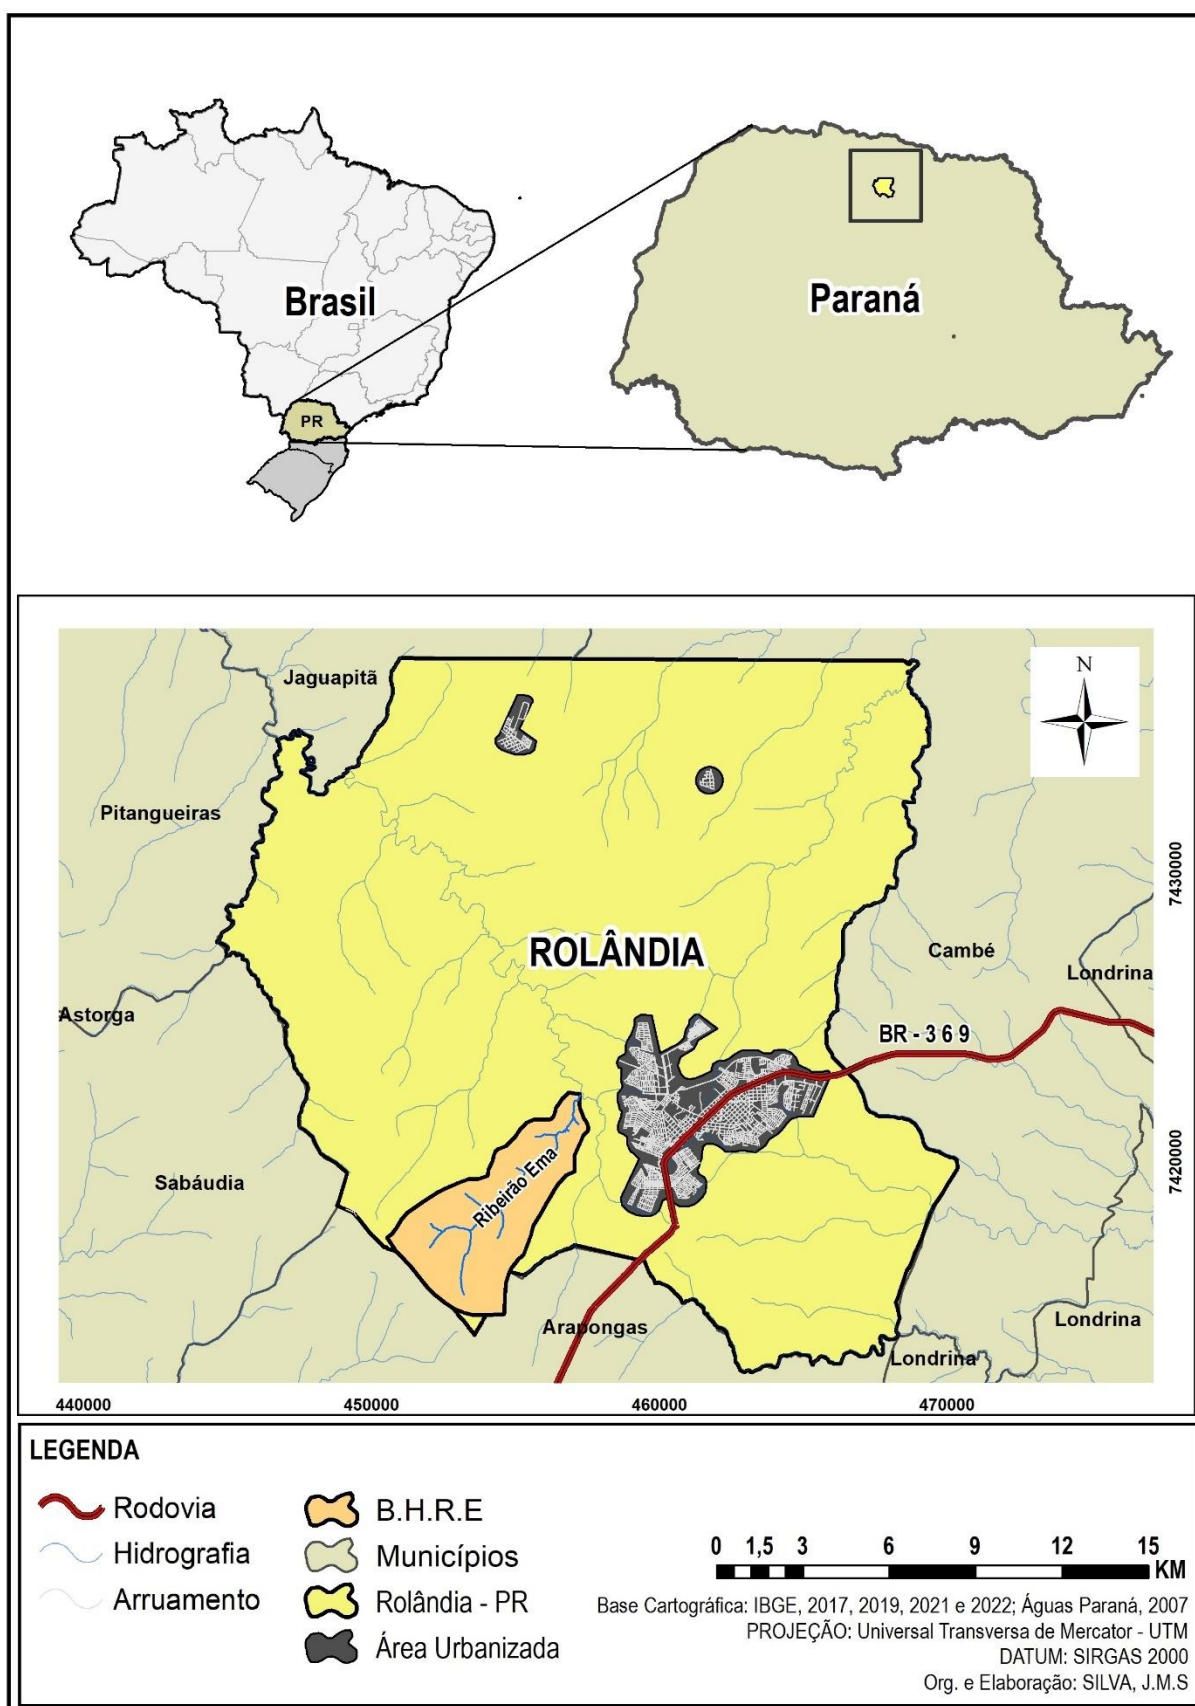 Brasil
PR
Paraná
Jaguapitã
N
Pitangueiras
7430000
ROLÂNDIA
Cambé
Londrina
Astorga
BR - 3 6 9
Ribeirão Ema
Sabáudia
7420000
Arapongas
Londrina
Londrina
440000
450000
460000
470000
LEGENDA
Rodovia
Hidrografia
Arruamento
B.H.R.E
Municípios
Rolândia - PR
Área Urbanizada
0 1,5 3 6 9 12 15
KM
Base Cartográfica: IBGE, 2017, 2019, 2021 e 2022; Águas Paraná, 2007
PROJEÇÃO: Universal Transversa de Mercator - UTM
DATUM: SIRGAS 2000
Org. e Elaboração: SILVA, J.M.S